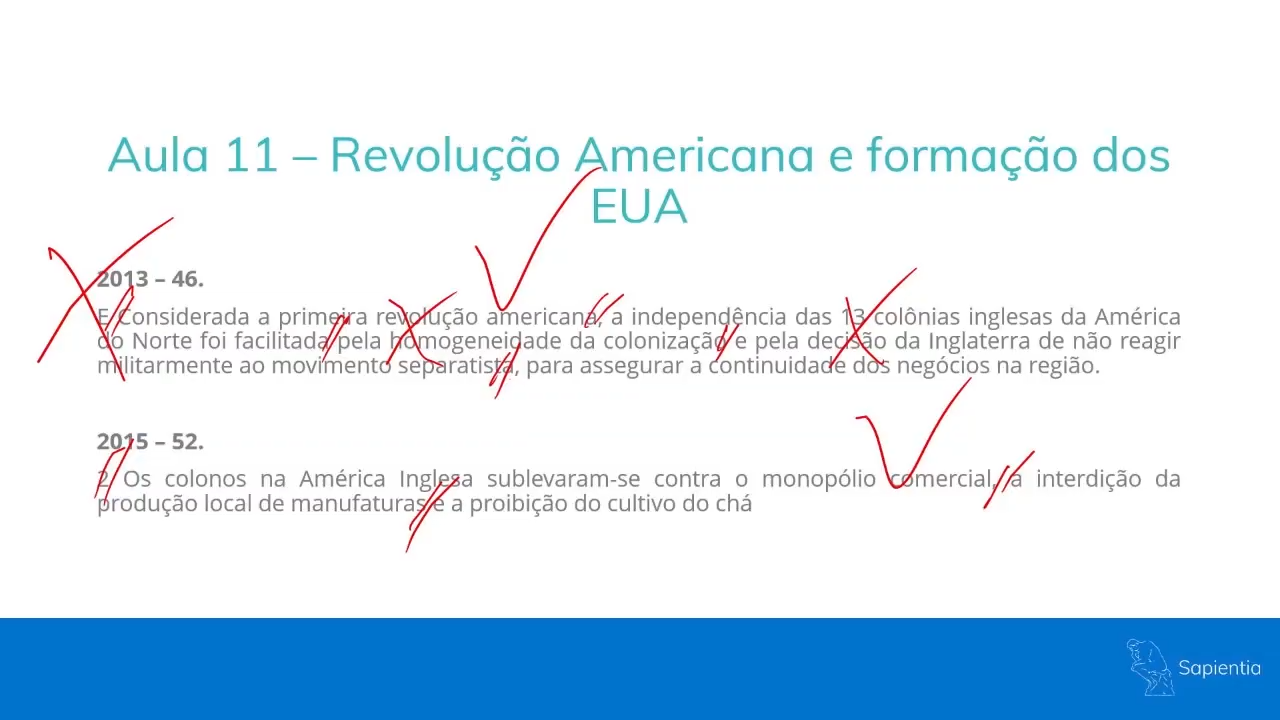 Aula 11 – Revolução Americana e formação dos
EUA
2013 – 46.
E Considerada a primeira revolução americana, a independência das 13 colônias inglesas da América
do Norte foi facilitada pela homogeneidade da colonização e pela decisão da Inglaterra de não reagir
militarmente ao movimento separatista, para assegurar a continuidade dos negócios na região.
2015 – 52.
2 Os colonos na América Inglesa sublevaram-se contra o monopólio comercial, a interdição da
produção local de manufaturas e a proibição do cultivo do chá
Sapientia